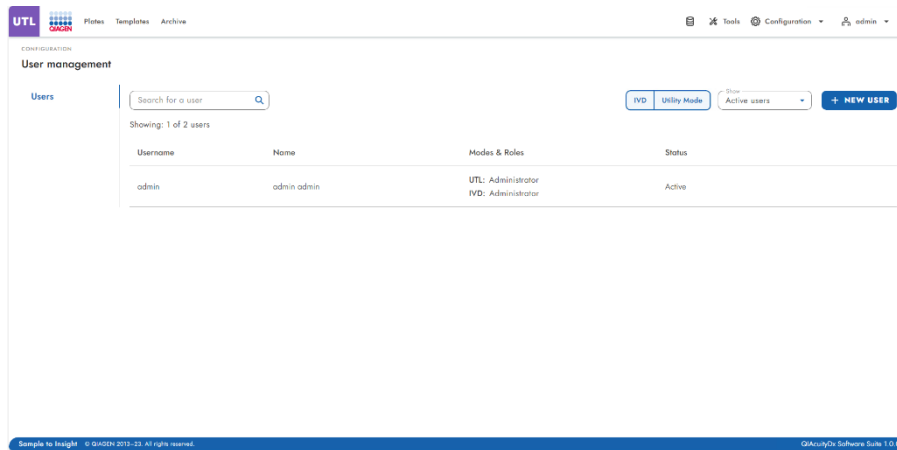 UTL QIAGEN Plates Templates Archive Tools Configuration admin
CONFIGURATION
User management
Users
Search for a user
IVD Utility Mode
Show
Active users
+ NEW USER
Showing: 1 of 2 users
Username Name Modes & Roles Status
admin admin admin UTL: Administrator Active
IVD: Administrator
Sample to Insight © QIAGEN 2013–23. All rights reserved. QIAcuityDx Software Suite 1.0.